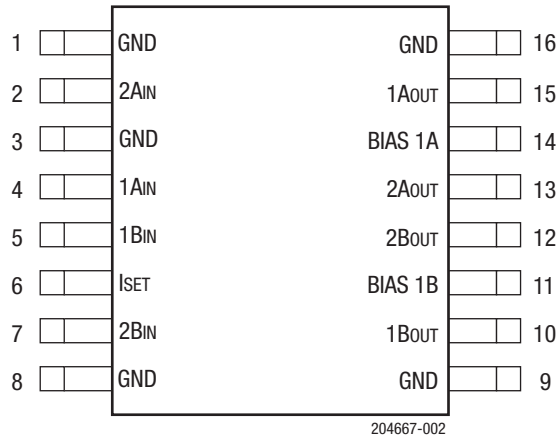 1 GND GND 16
2 2AIN 1AOUT 15
3 GND BIAS 1A 14
4 1AIN 2AOUT 13
5 1BIN 2BOUT 12
6 ISET BIAS 1B 11
7 2BIN 1BOUT 10
8 GND GND 9
204667-002